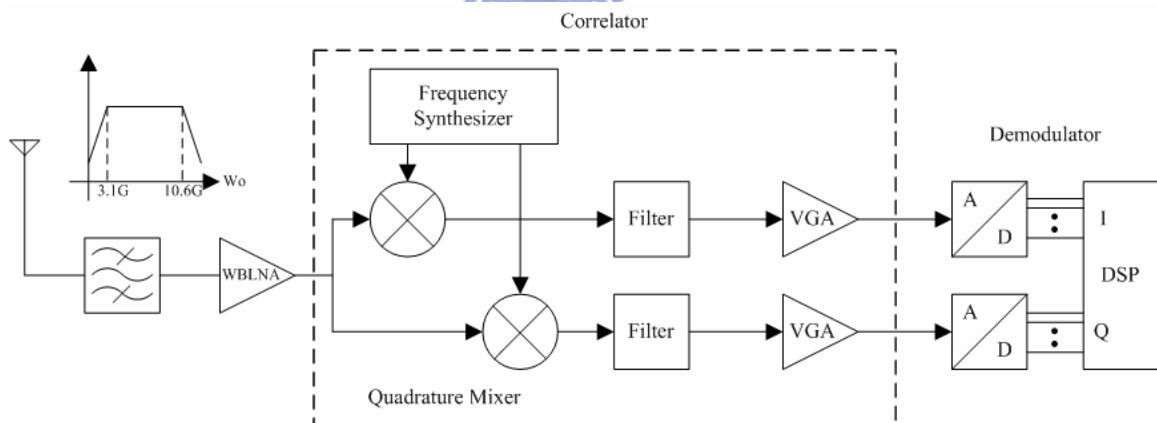 Correlator
Frequency
Synthesizer
Demodulator
3.1G
10.6G
Wo
WBLNA
Filter
VGA
A
D
I
DSP
Filter
VGA
A
D
Q
Quadrature Mixer